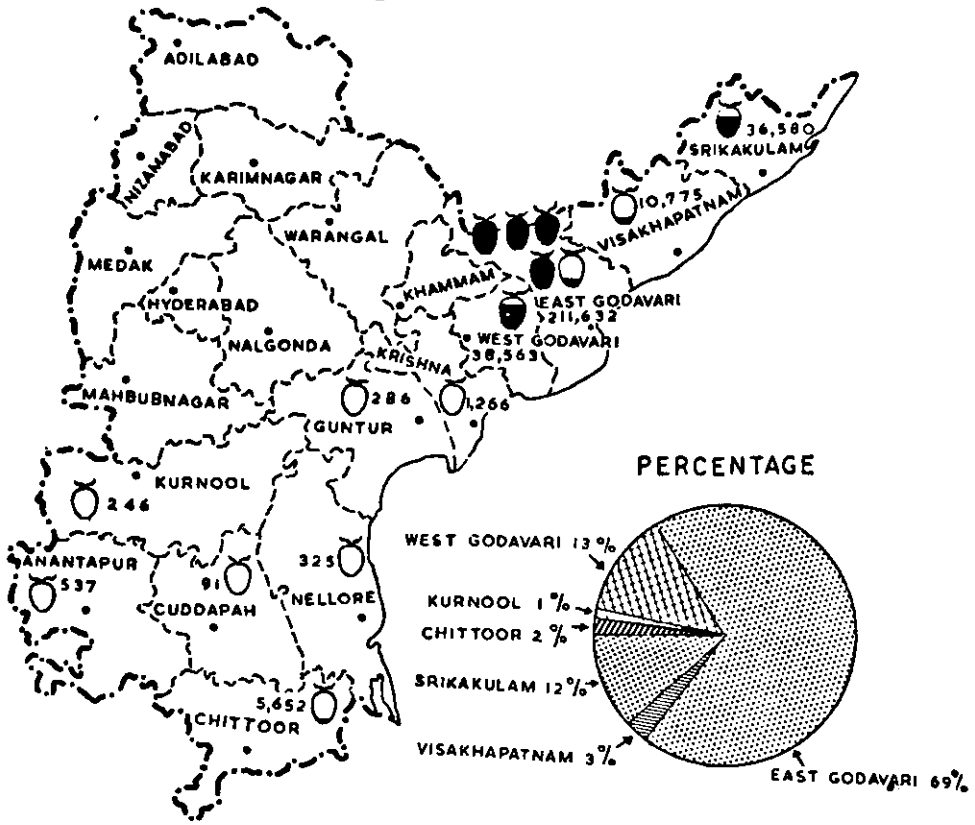 ADILABAD
NIZAMABAD
KARIMNAGAR
36,580
SRIKAKULAM
10,775
VISAKHAPATNAM
WARANGAL
MEDAK
HYDERABAD
KHAMMAM
EAST GODAVARI
211,632
WEST GODAVARI
38,563
NALGONDA
KRISHNA
MAHBUBNAGAR
286
1,266
GUNTUR
KURNOOL
246
ANANTAPUR
537
91
CUDDAPAH
325
NELLORE
5,652
CHITTOOR
PERCENTAGE
WEST GODAVARI 13%
KURNOOL 1%
CHITTOOR 2%
SRIKAKULAM 12%
VISAKHAPATNAM 3%
EAST GODAVARI 69%